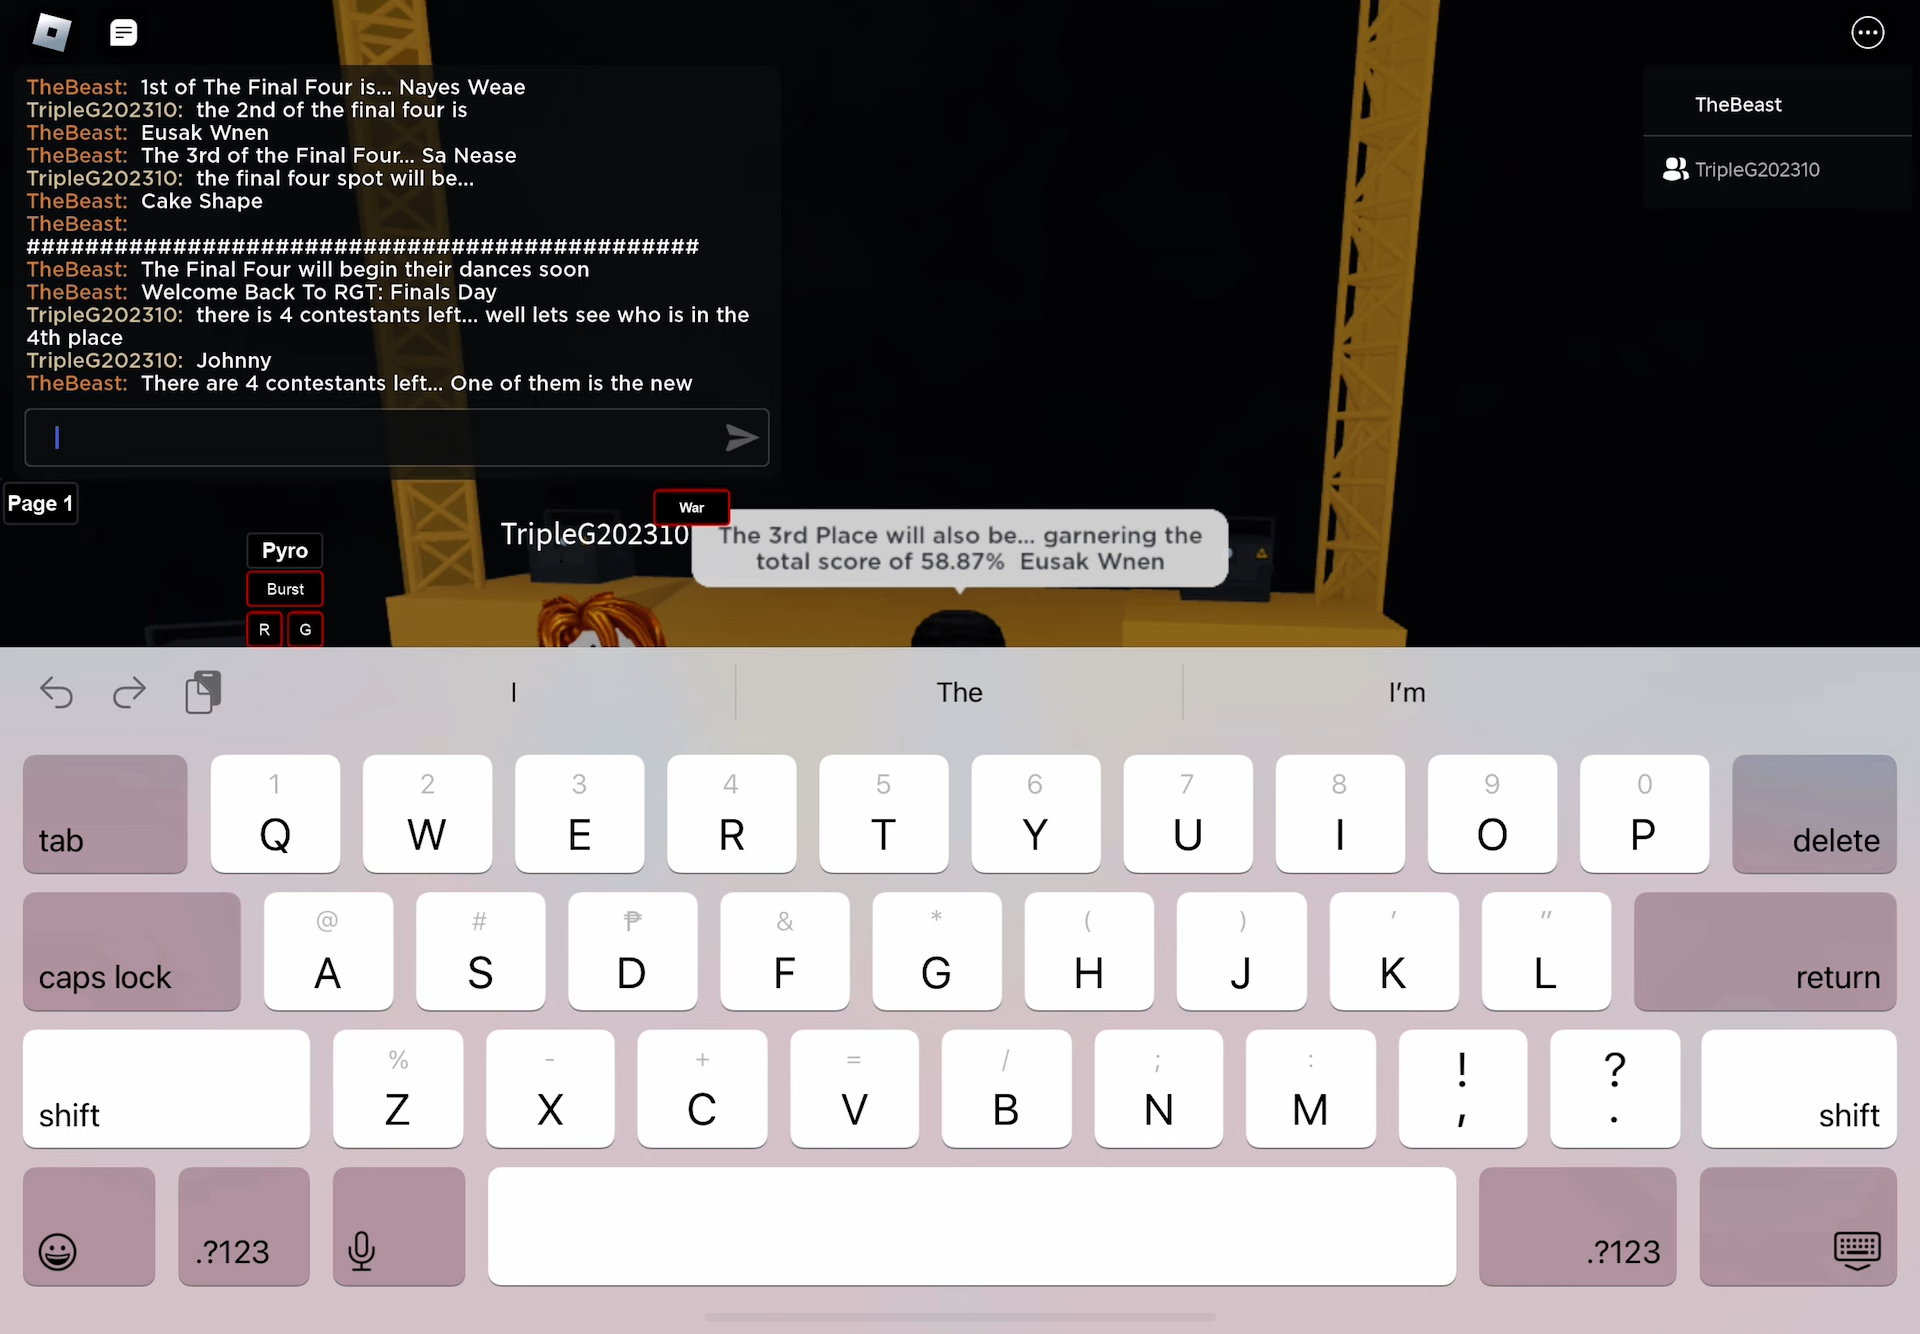 TheBeast: 1st of The Final Four is... Nayes Weae
TripleG202310: the 2nd of the final four is
TheBeast: Eusak Wnen
TheBeast: The 3rd of the Final Four... Sa Nease
TripleG202310: the final four spot will be...
TheBeast: Cake Shape
TheBeast:
##############################################
TheBeast: The Final Four will begin their dances soon
TheBeast: Welcome Back To RGT: Finals Day
TripleG202310: there is 4 contestants left... well lets see who is in the
4th place
TripleG202310: Johnny
TheBeast: There are 4 contestants left... One of them is the new
TheBeast
TripleG202310
Page 1
War
TripleG202310
The 3rd Place will also be... garnering the
total score of 58.87% Eusak Wnen
Pyro
Burst
R G
I The I'm
1 2 3 4 5 6 7 8 9 0
tab Q W E R T Y U I O P delete
@ # ₱ & * ( ) ' "
caps lock A S D F G H J K L return
% - + = / ; : ! ?
shift Z X C V B N M , . shift
.?123 .?123